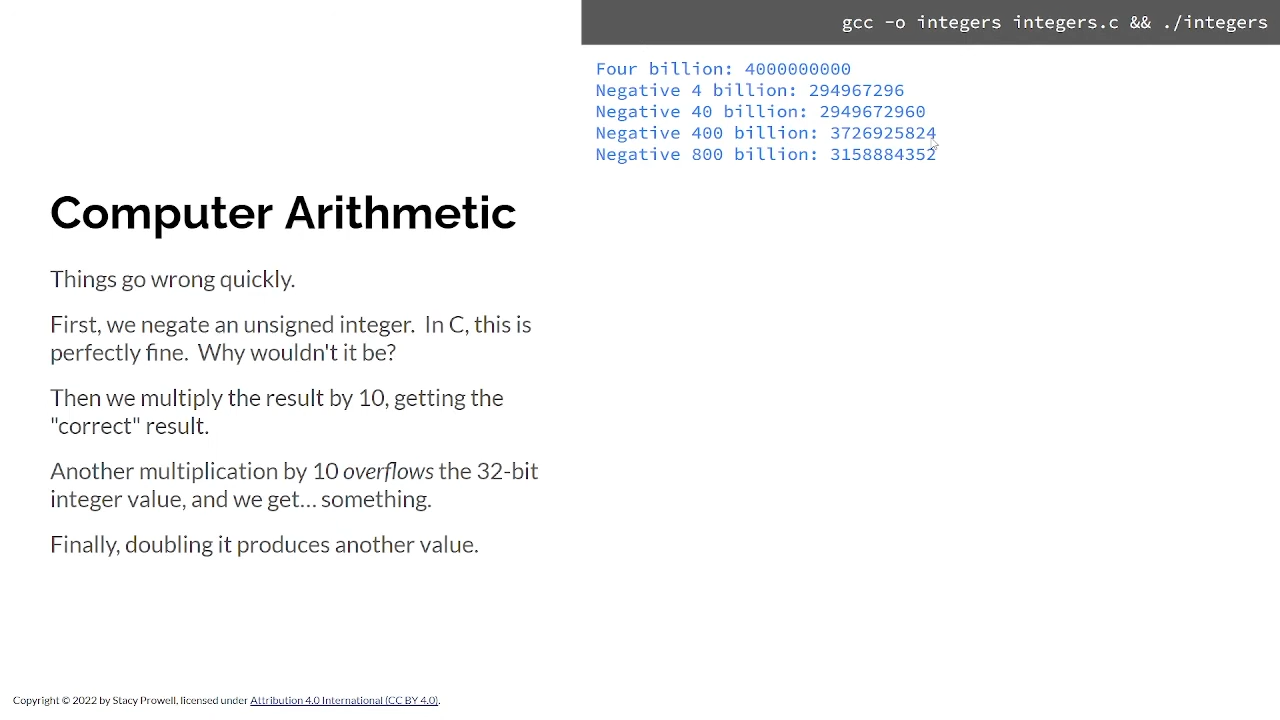 gcc -o integers integers.c && ./integers
Four billion: 4000000000
Negative 4 billion: 294967296
Negative 40 billion: 2949672960
Negative 400 billion: 3726925824
Negative 800 billion: 3158884352
Computer Arithmetic
Things go wrong quickly.
First, we negate an unsigned integer.  In C, this is
perfectly fine.  Why wouldn't it be?
Then we multiply the result by 10, getting the
"correct" result.
Another multiplication by 10 overflows the 32-bit
integer value, and we get… something.
Finally, doubling it produces another value.
Copyright © 2022 by Stacy Prowell, licensed under Attribution 4.0 International (CC BY 4.0).